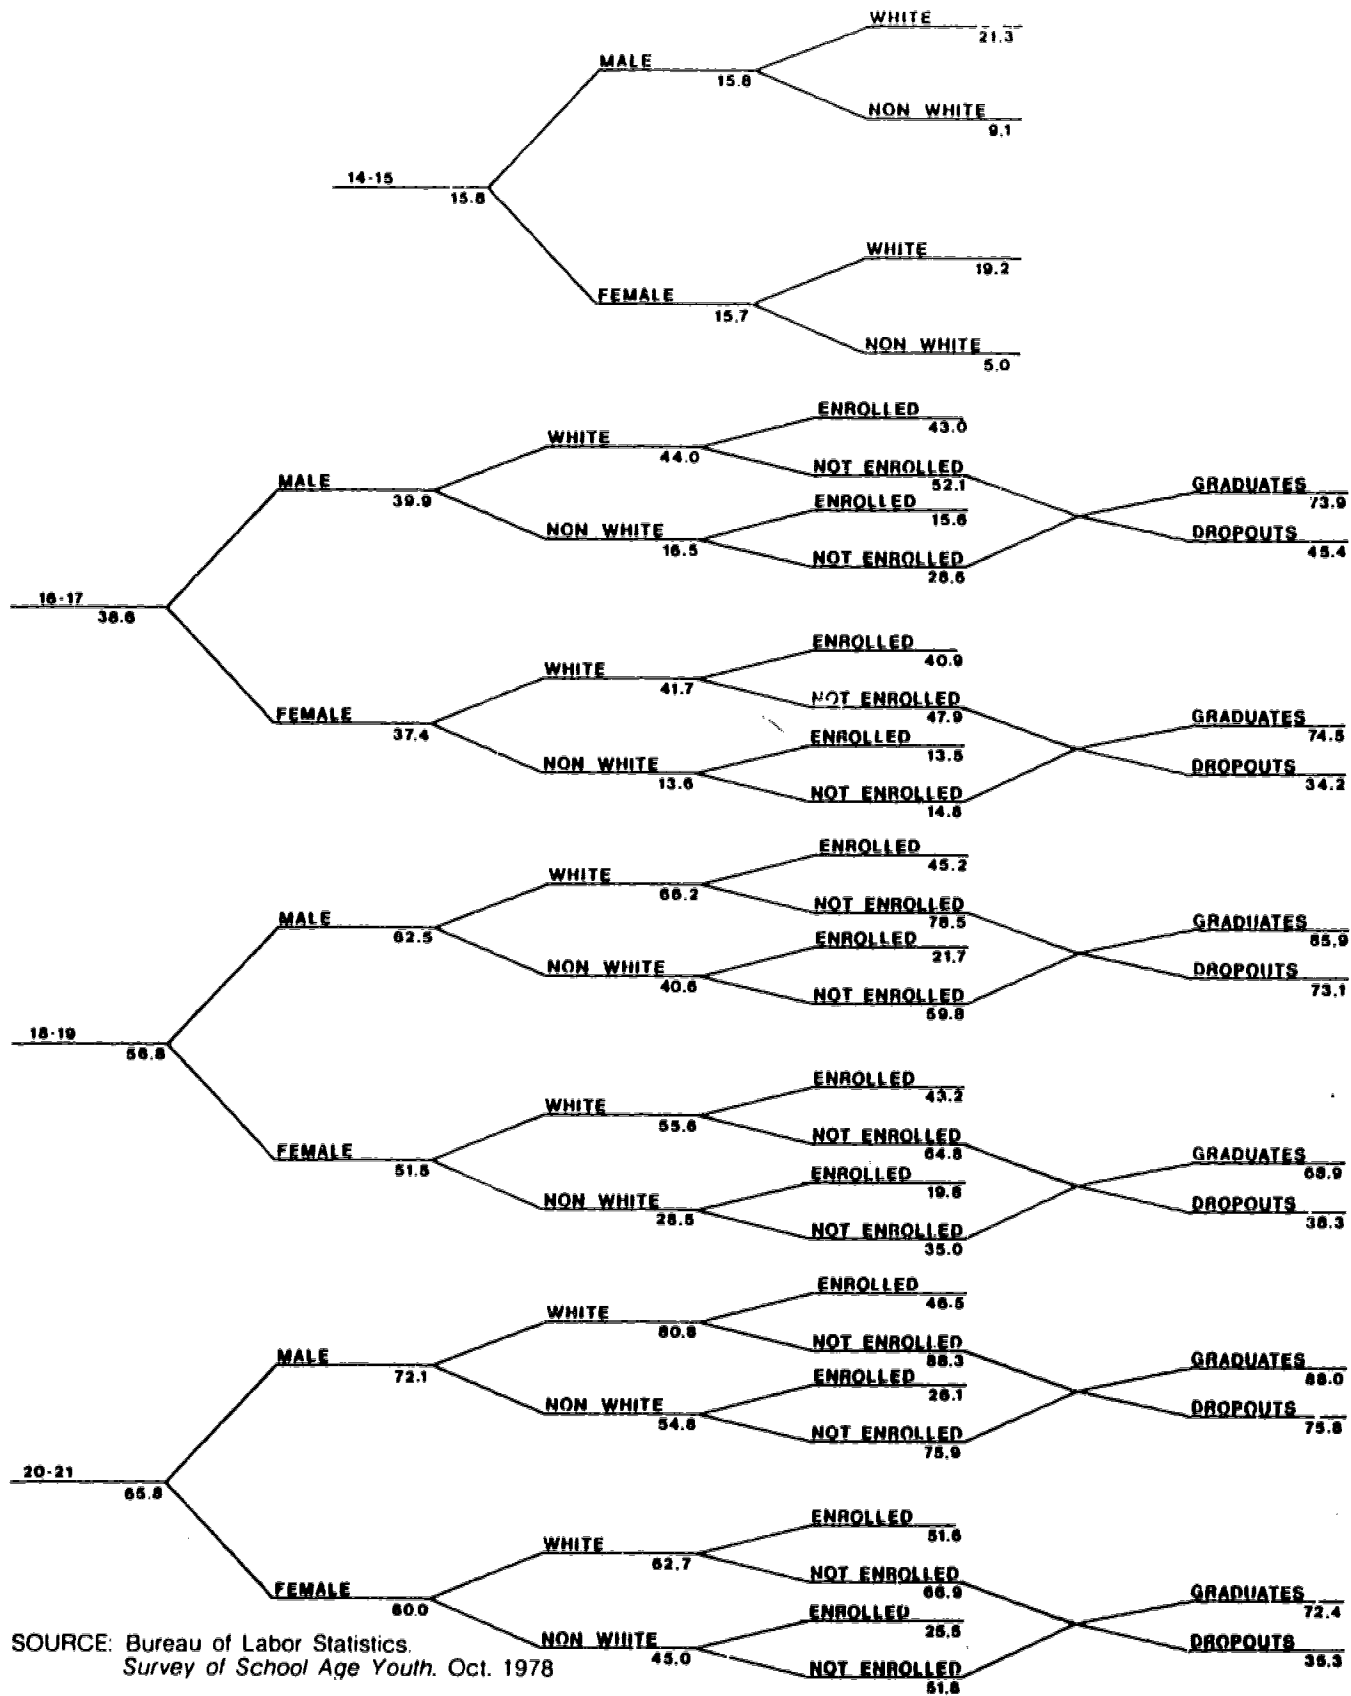 WHITE
21.3
MALE
15.8
NON WHITE
9.1
14-15
15.8
WHITE
19.2
FEMALE
15.7
NON WHITE
5.0
ENROLLED
43.0
WHITE
44.0
NOT ENROLLED
52.1
MALE
39.9
GRADUATES
73.9
ENROLLED
15.6
NON WHITE
16.5
DROPOUTS
45.4
NOT ENROLLED
28.6
16-17
38.6
ENROLLED
40.9
WHITE
41.7
NOT ENROLLED
47.9
FEMALE
37.4
GRADUATES
74.5
ENROLLED
13.5
NON WHITE
13.6
DROPOUTS
34.2
NOT ENROLLED
14.8
ENROLLED
45.2
WHITE
66.2
NOT ENROLLED
78.5
MALE
62.5
GRADUATES
85.9
ENROLLED
21.7
NON WHITE
40.6
DROPOUTS
73.1
NOT ENROLLED
59.8
18-19
56.8
ENROLLED
43.2
WHITE
55.6
NOT ENROLLED
64.8
FEMALE
51.5
GRADUATES
68.9
ENROLLED
19.8
NON WHITE
28.5
DROPOUTS
38.3
NOT ENROLLED
35.0
ENROLLED
46.5
WHITE
80.8
NOT ENROLLED
88.3
MALE
72.1
GRADUATES
88.0
ENROLLED
26.1
NON WHITE
54.8
DROPOUTS
75.8
NOT ENROLLED
75.9
20-21
65.8
ENROLLED
51.6
WHITE
62.7
NOT ENROLLED
66.9
FEMALE
60.0
GRADUATES
72.4
ENROLLED
25.5
NON WHITE
45.0
DROPOUTS
35.3
NOT ENROLLED
51.8
SOURCE: Bureau of Labor Statistics.
Survey of School Age Youth. Oct. 1978